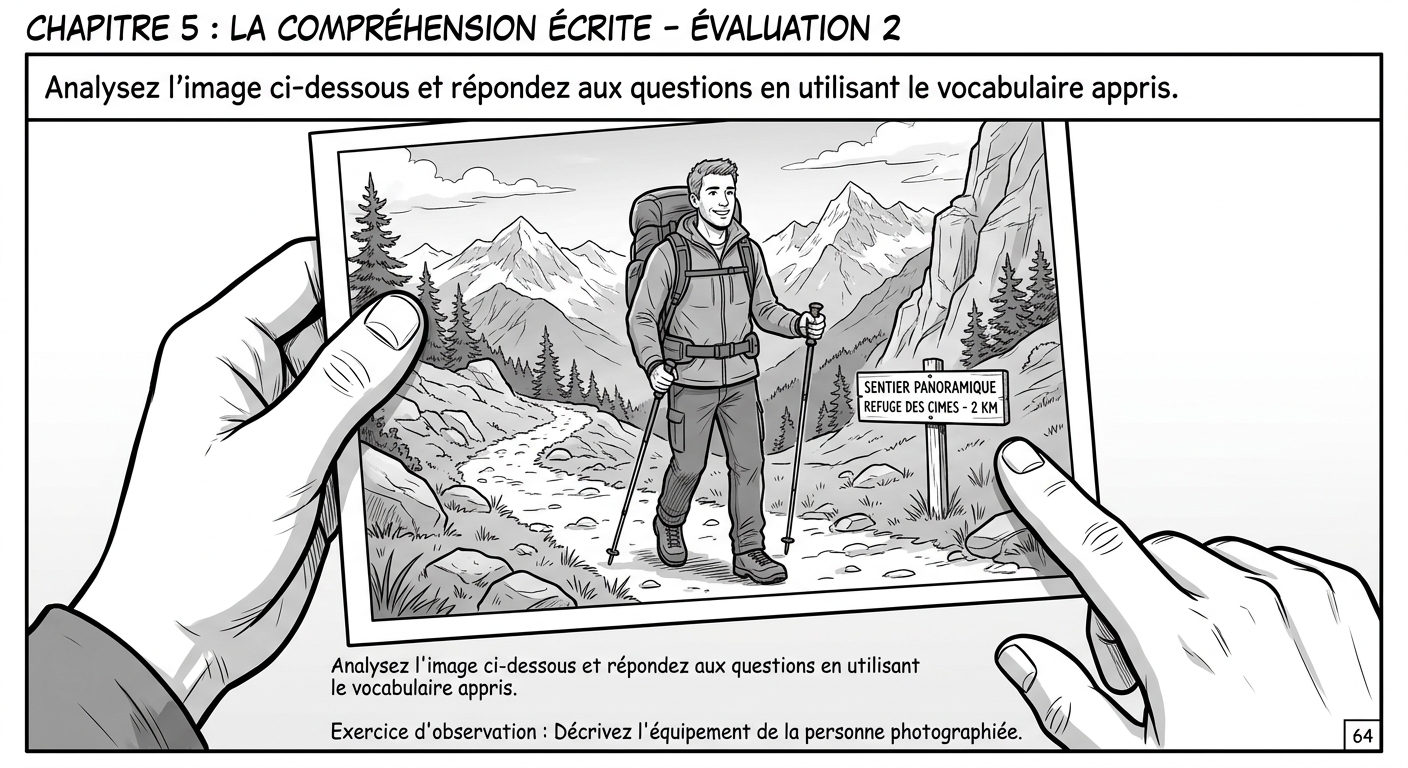 CHAPITRE 5 : LA COMPRÉHENSION ÉCRITE – ÉVALUATION 2
Analysez l'image ci-dessous et répondez aux questions en utilisant le vocabulaire appris.
SENTIER PANORAMIQUE
REFUGE DES CIMES - 2 KM
Analysez l'image ci-dessous et répondez aux questions en utilisant
le vocabulaire appris.
Exercice d'observation : Décrivez l'équipement de la personne photographiée.
64